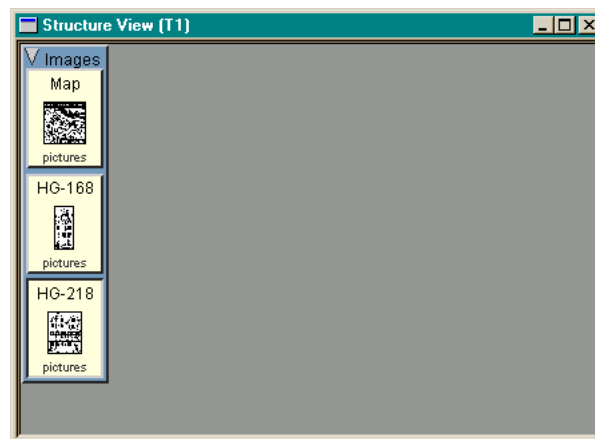 Structure View (T1)
Images
Map
pictures
HG-168
pictures
HG-218
pictures